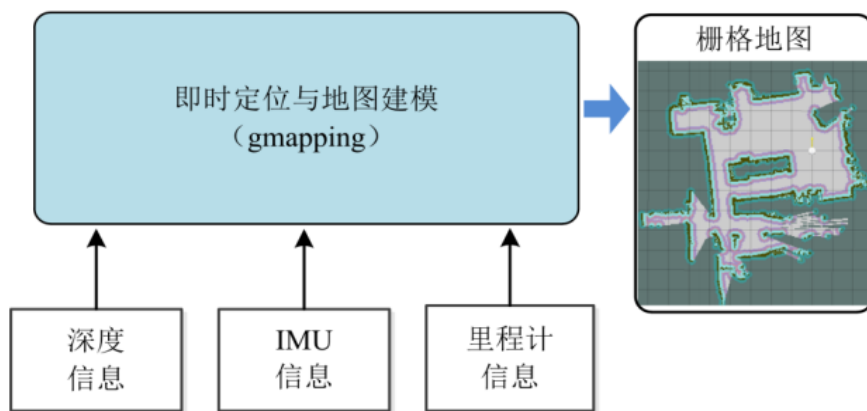 即时定位与地图建模
（gmapping）
栅格地图
深度
信息
IMU
信息
里程计
信息